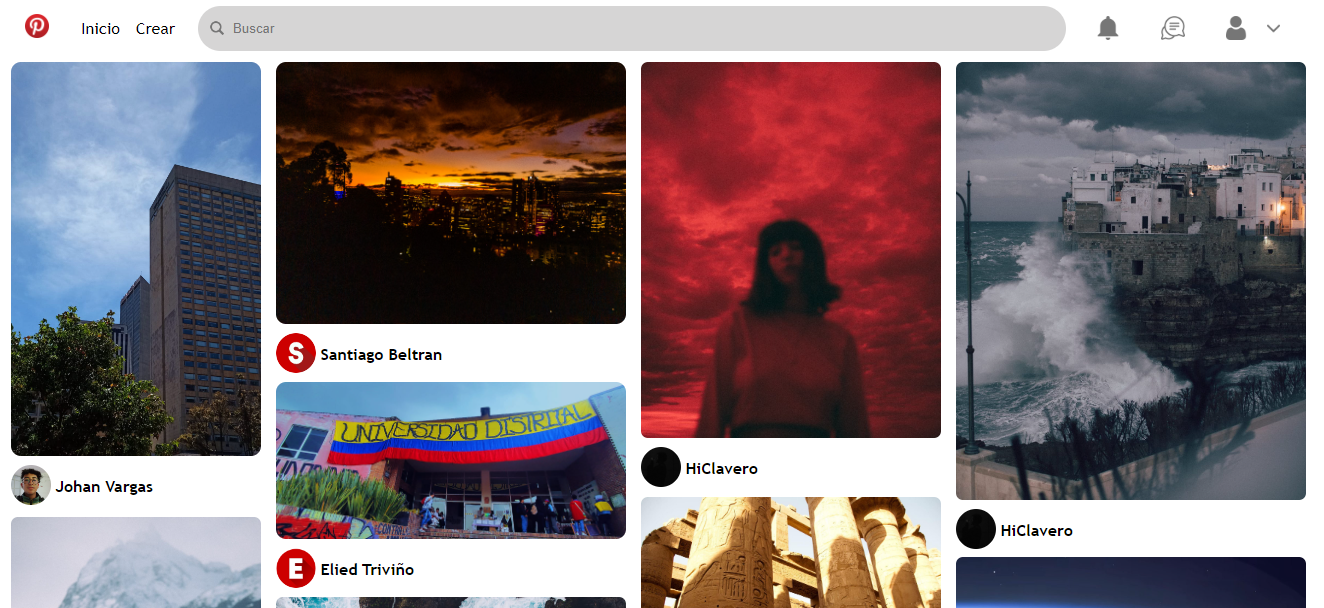 Inicio Crear Buscar
Johan Vargas
Santiago Beltran
UNIVERSIDAD DISTRITAL
E Elied Triviño
S
HiClavero
HiClavero